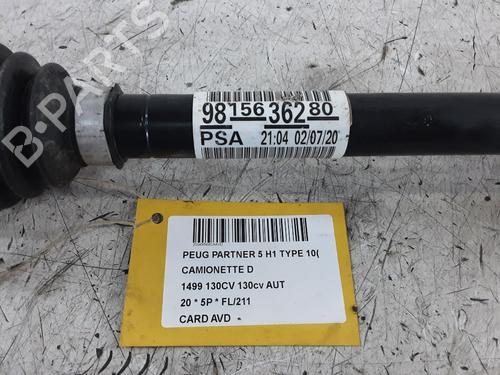 B-PARTS
98 156 362 80
PSA 21:04 02/07/20
PEUG PARTNER 5 H1 TYPE 10(
CAMIONETTE D
1499 130CV 130cv AUT
20 * 5P * FL/211
CARD AVD